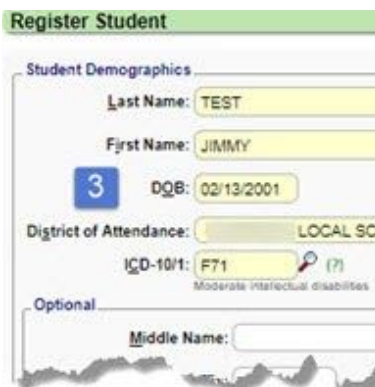 Register Student
Student Demographics
Last Name: TEST
First Name: JIMMY
3 DOB: 02/13/2001
District of Attendance: LOCAL SC
ICD-10/1: F71 (?)
Moderate intellectual disabilities
Optional
Middle Name: